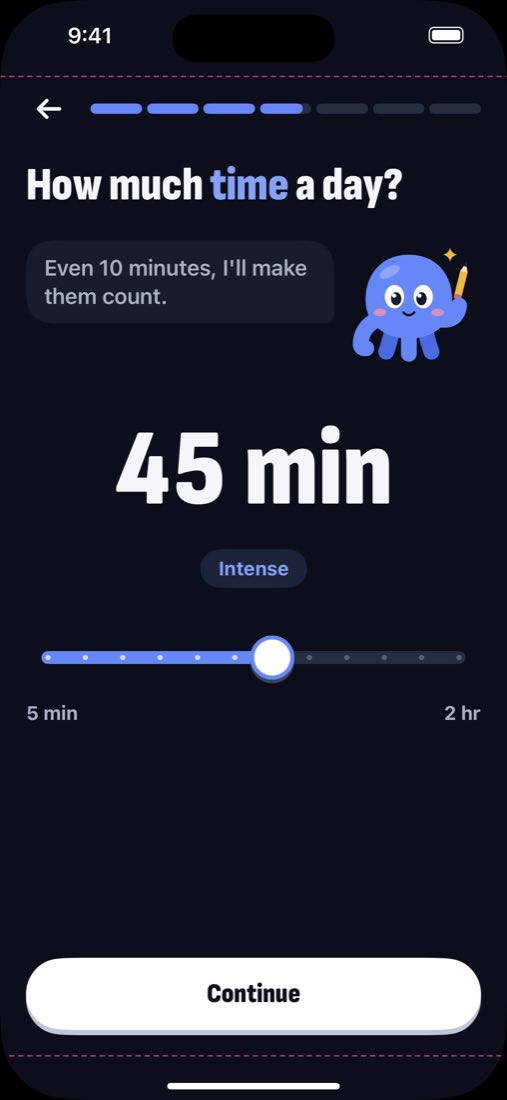 9:41
How much time a day?
Even 10 minutes, I'll make
them count.
45 min
Intense
5 min
2 hr
Continue